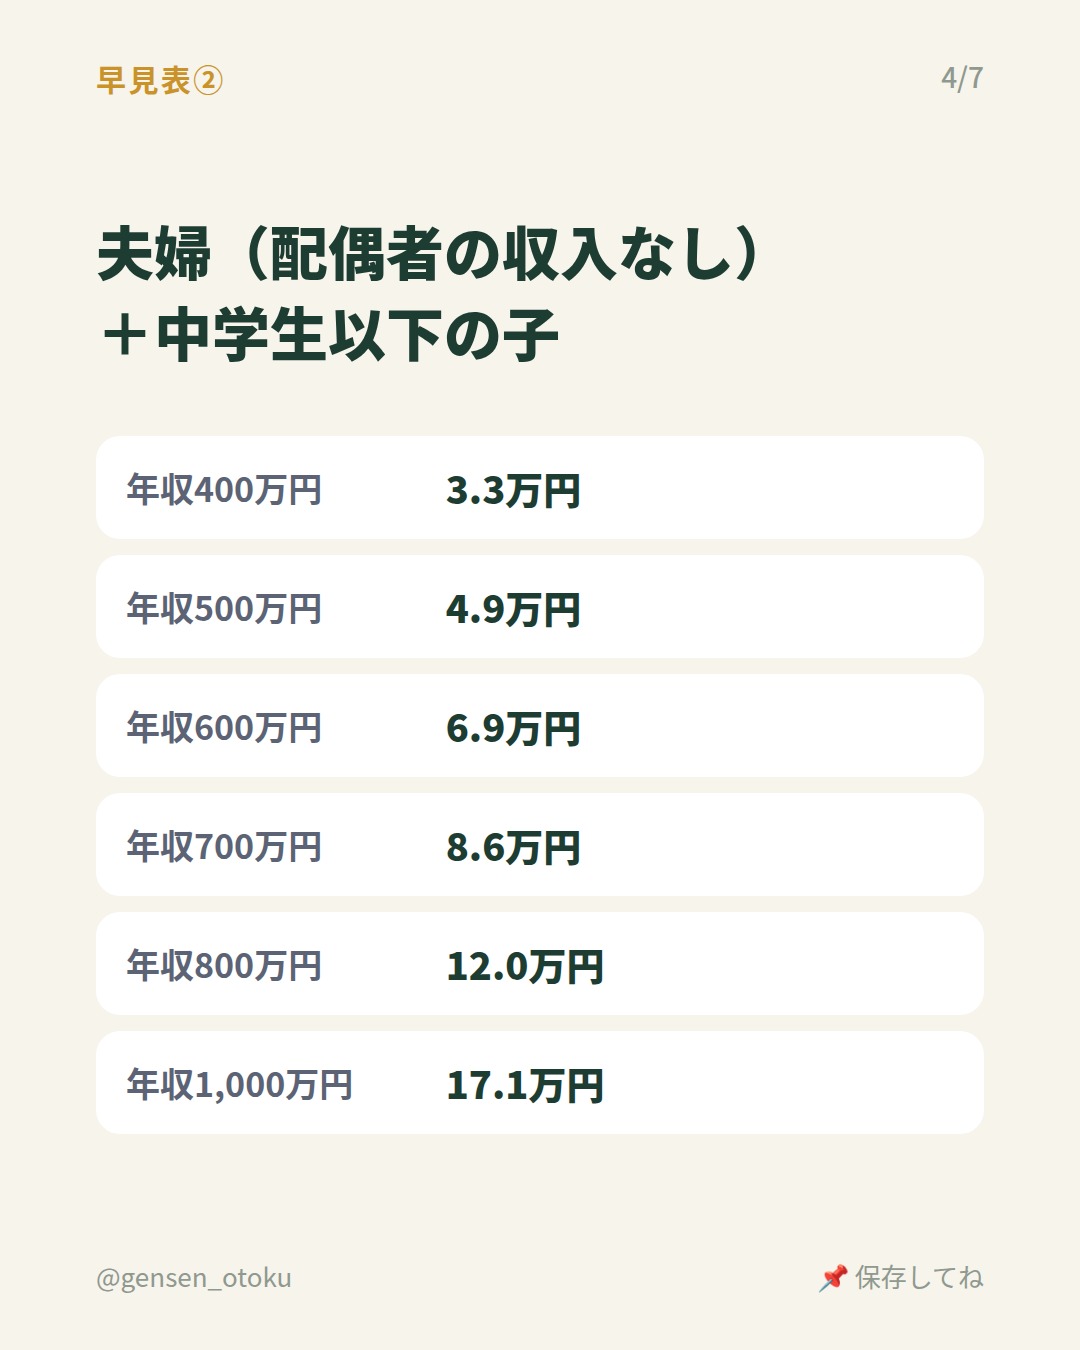 早見表②
4/7
夫婦（配偶者の収入なし）
＋中学生以下の子
年収400万円 3.3万円
年収500万円 4.9万円
年収600万円 6.9万円
年収700万円 8.6万円
年収800万円 12.0万円
年収1,000万円 17.1万円
@gensen_otoku
📌 保存してね